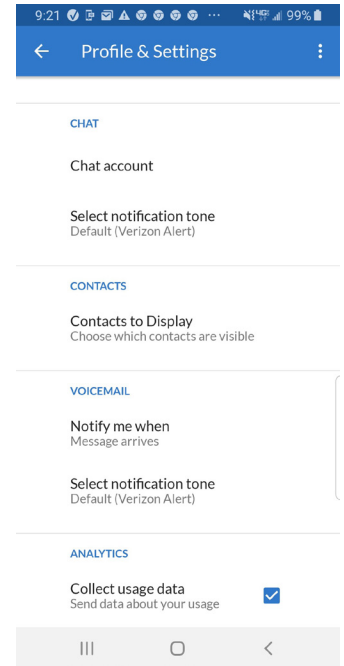 9:21 99%
Profile & Settings
CHAT
Chat account
Select notification tone
Default (Verizon Alert)
CONTACTS
Contacts to Display
Choose which contacts are visible
VOICEMAIL
Notify me when
Message arrives
Select notification tone
Default (Verizon Alert)
ANALYTICS
Collect usage data
Send data about your usage